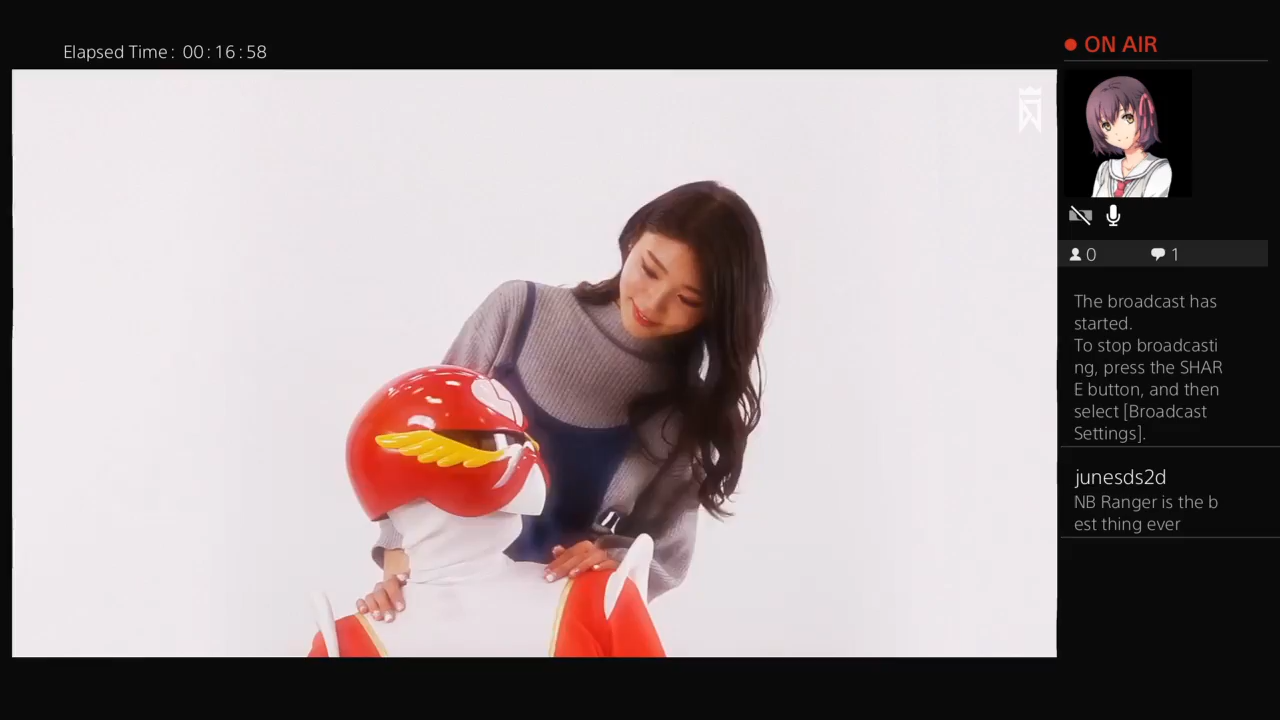 Elapsed Time: 00:16:58
ON AIR
0
1
The broadcast has
started.
To stop broadcasti
ng, press the SHAR
E button, and then
select [Broadcast
Settings].
junesds2d
NB Ranger is the b
est thing ever